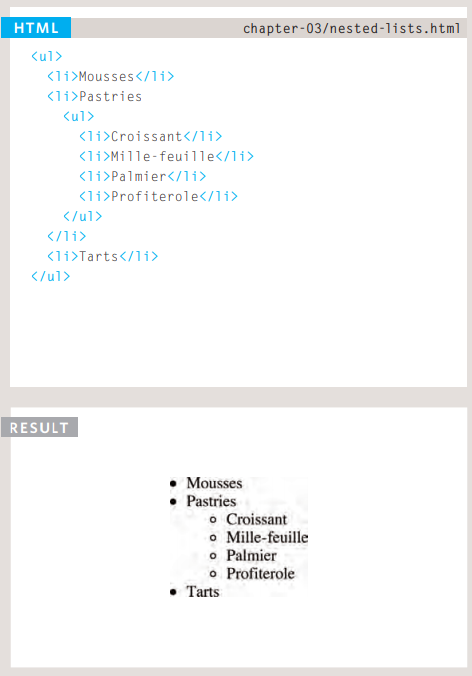 HTML chapter-03/nested-lists.html
<ul>
<li>Mousses</li>
<li>Pastries
<ul>
<li>Croissant</li>
<li>Mille-feuille</li>
<li>Palmier</li>
<li>Profiterole</li>
</ul>
</li>
<li>Tarts</li>
</ul>
RESULT
• Mousses
• Pastries
◦ Croissant
◦ Mille-feuille
◦ Palmier
◦ Profiterole
• Tarts